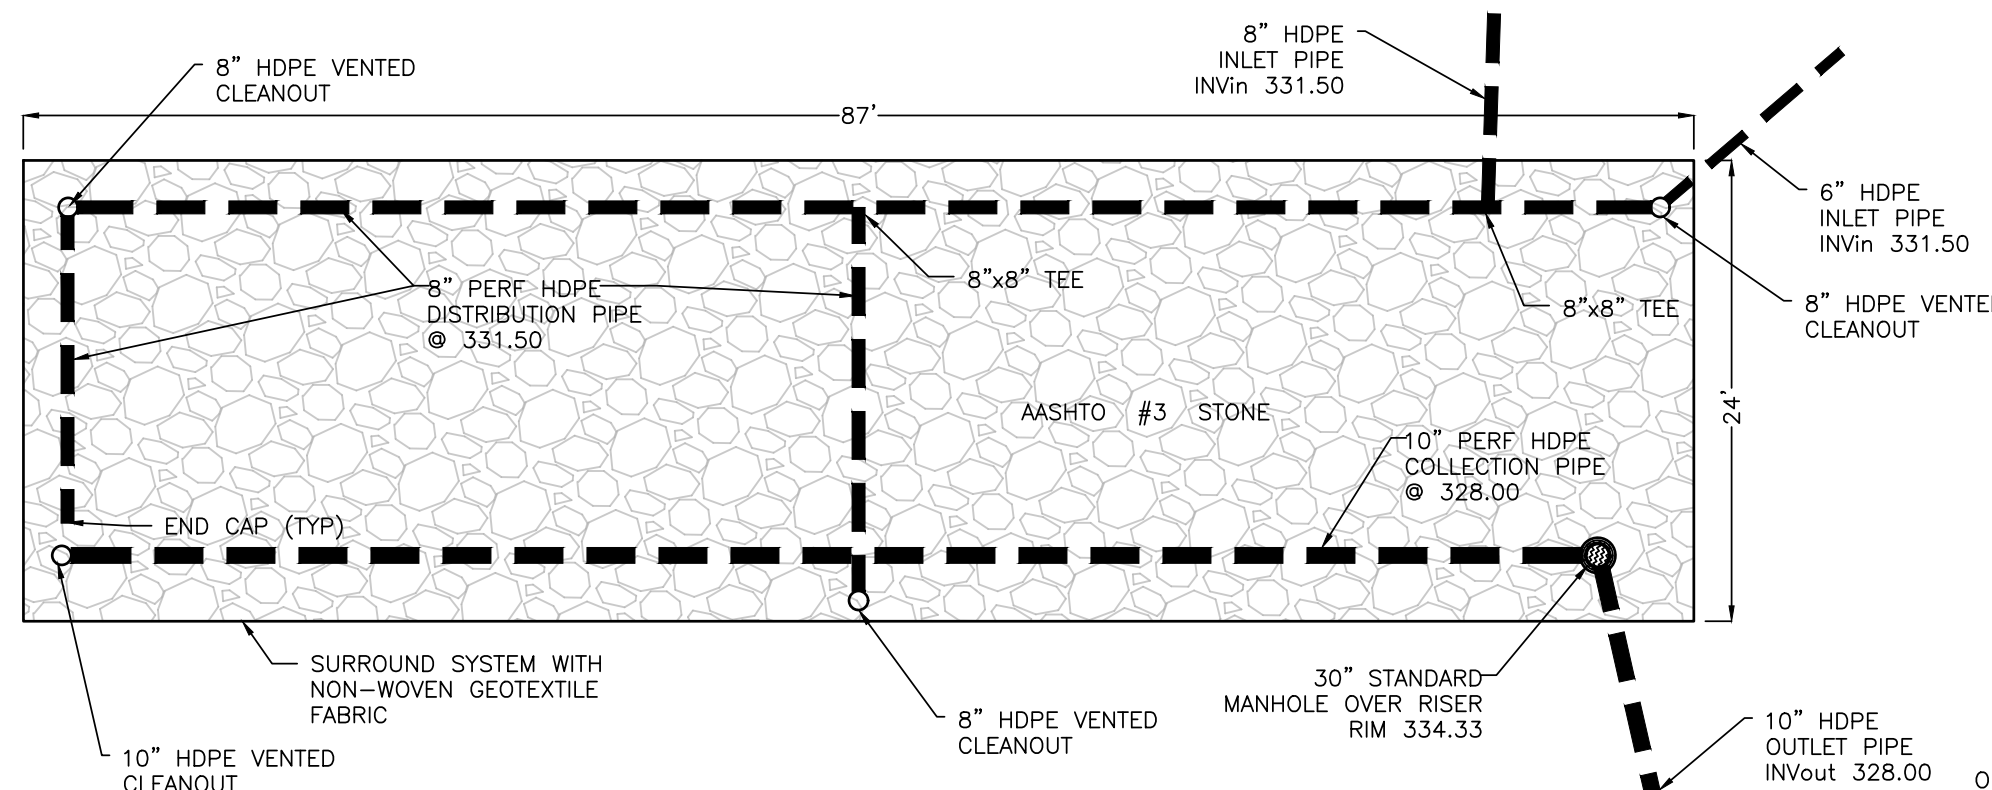 8” HDPE VENTED
CLEANOUT
87’
8” HDPE
INLET PIPE
INVin 331.50
6” HDPE
INLET PIPE
INVin 331.50
8” HDPE VENTED
CLEANOUT
8” PERF HDPE
DISTRIBUTION PIPE
@ 331.50
8”x8” TEE
8”x8” TEE
24’
AASHTO #3 STONE
10” PERF HDPE
COLLECTION PIPE
@ 328.00
END CAP (TYP)
SURROUND SYSTEM WITH
NON–WOVEN GEOTEXTILE
FABRIC
10” HDPE VENTED
CLEANOUT
8” HDPE VENTED
CLEANOUT
30” STANDARD
MANHOLE OVER RISER
RIM 334.33
10” HDPE
OUTLET PIPE
INVout 328.00